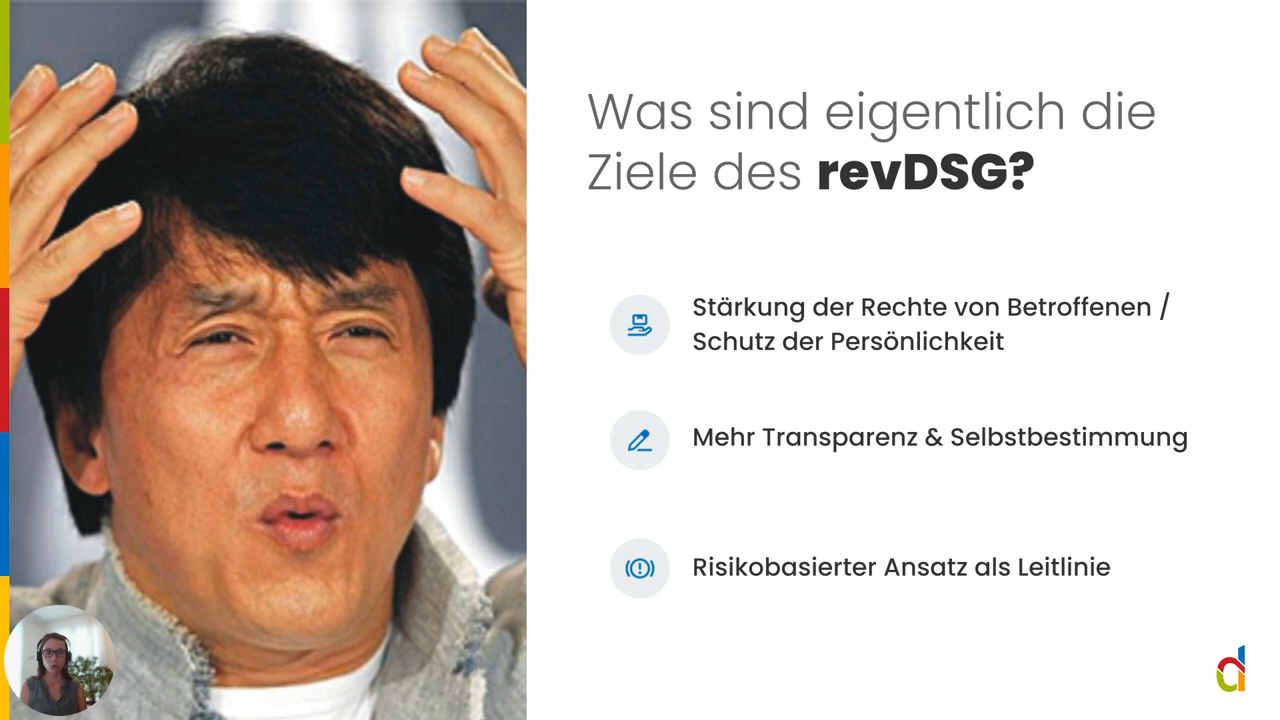 Was sind eigentlich die
Ziele des revDSG?
Stärkung der Rechte von Betroffenen /
Schutz der Persönlichkeit
Mehr Transparenz & Selbstbestimmung
Risikobasierter Ansatz als Leitlinie